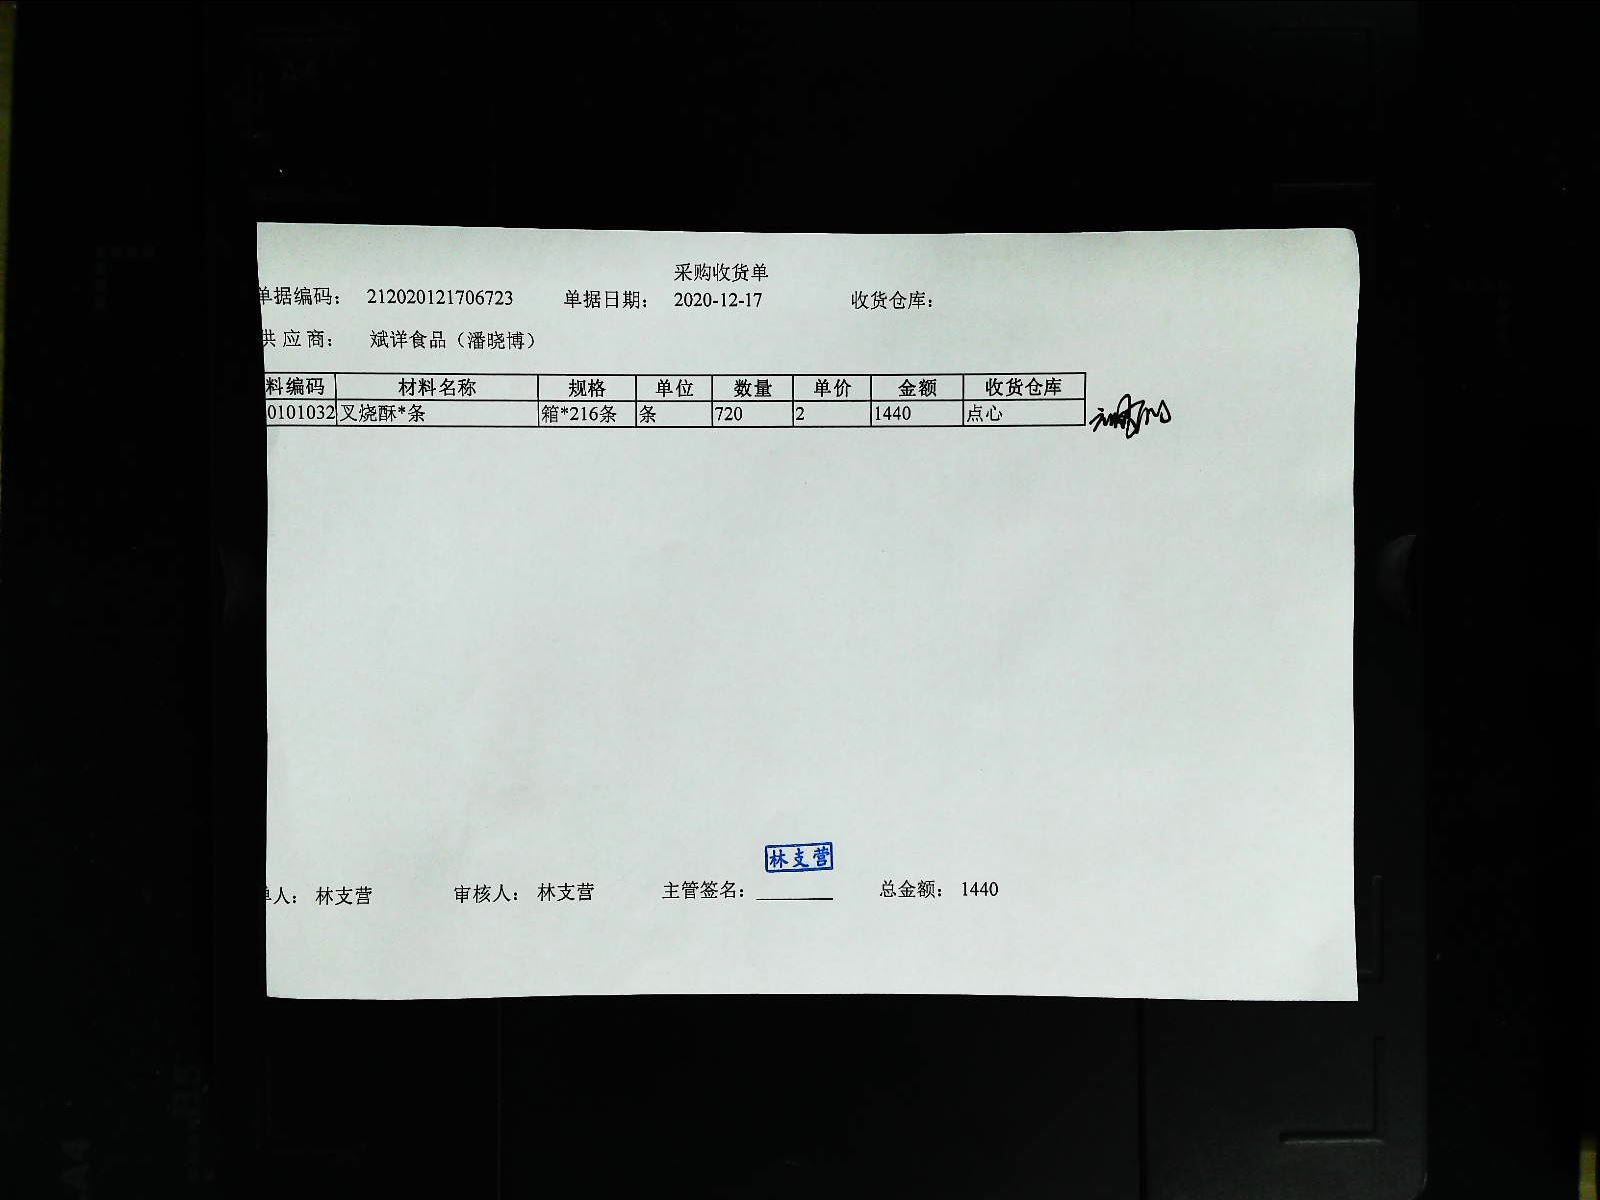 采购收货单
单据编码： 212020121706723 单据日期： 2020-12-17 收货仓库：
供应商： 斌详食品（潘晓博）
料编码 材料名称 规格 单位 数量 单价 金额 收货仓库
0101032 叉烧酥*条 箱*216条 条 720 2 1440 点心
林支营
单人： 林支营 审核人： 林支营 主管签名： 总金额： 1440